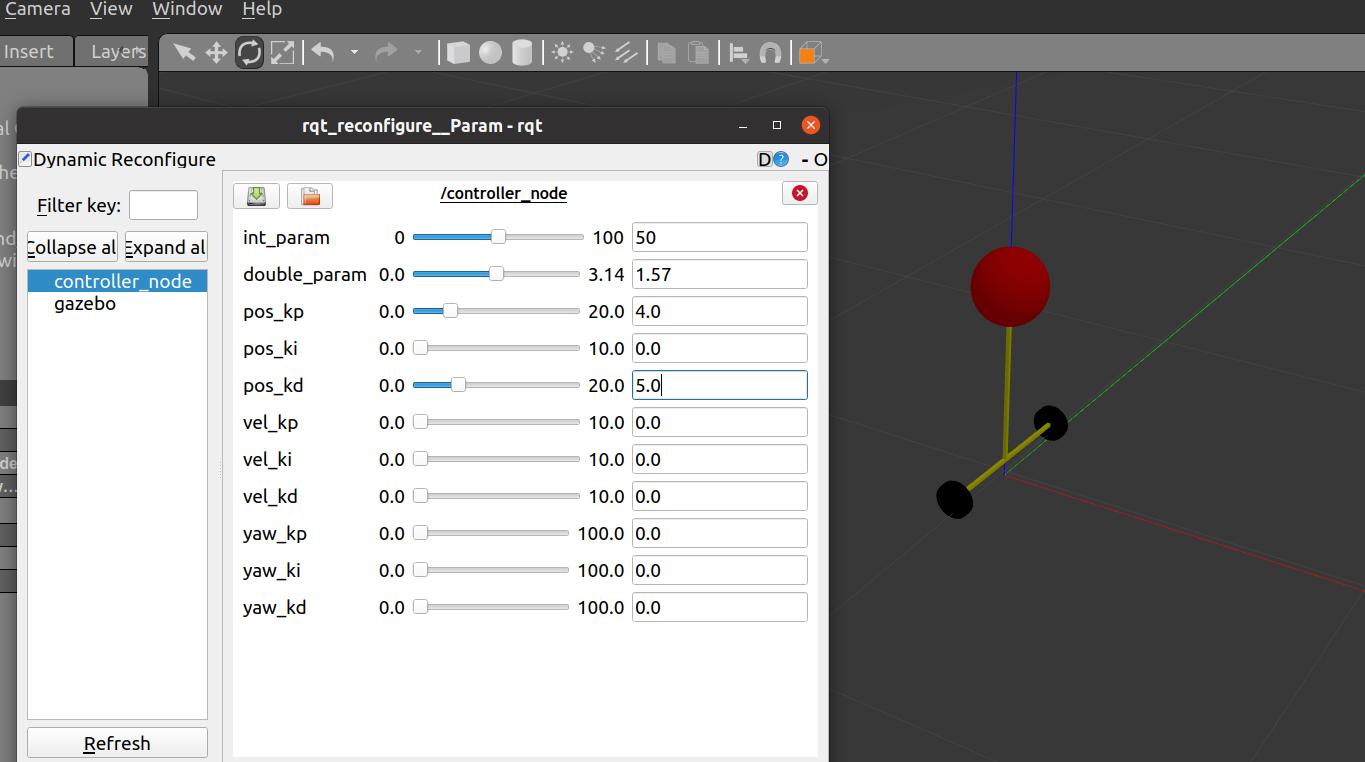 Camera View Window Help
Insert Layers
rqt_reconfigure__Param - rqt
Dynamic Reconfigure D ? - O
/controller_node
Filter key:
Collapse al Expand al
controller_node
gazebo
int_param 0 100 50
double_param 0.0 3.14 1.57
pos_kp 0.0 20.0 4.0
pos_ki 0.0 10.0 0.0
pos_kd 0.0 20.0 5.0
vel_kp 0.0 10.0 0.0
vel_ki 0.0 10.0 0.0
vel_kd 0.0 10.0 0.0
yaw_kp 0.0 100.0 0.0
yaw_ki 0.0 100.0 0.0
yaw_kd 0.0 100.0 0.0
Refresh